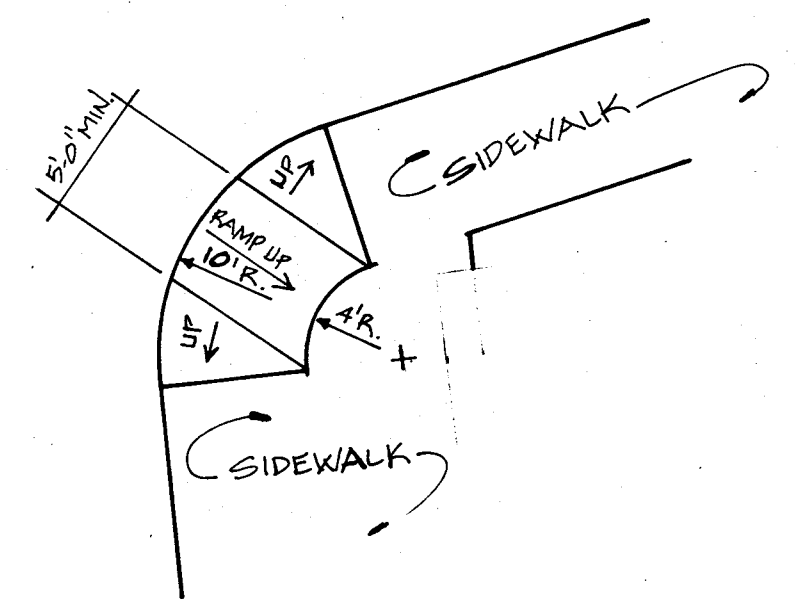 5'-0" MIN.
SIDEWALK
UP
RAMP UP
10' R.
4' R.
UP
SIDEWALK